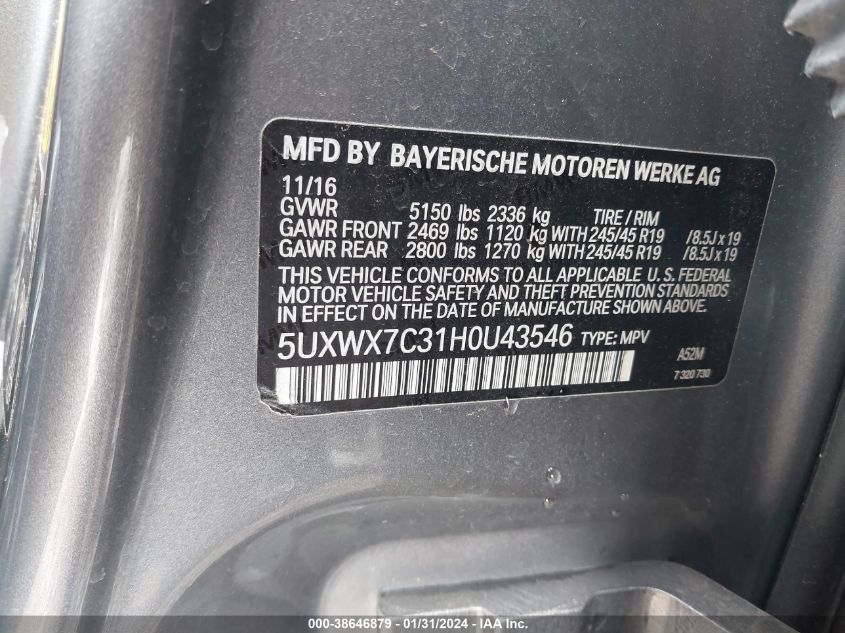 MFD BY BAYERISCHE MOTOREN WERKE AG
11/16
GVWR 5150 lbs 2336 kg TIRE / RIM
GAWR FRONT 2469 lbs 1120 kg WITH 245/45 R19 /8.5J x 19
GAWR REAR 2800 lbs 1270 kg WITH 245/45 R19 /8.5J x 19
THIS VEHICLE CONFORMS TO ALL APPLICABLE U. S. FEDERAL
MOTOR VEHICLE SAFETY AND THEFT PREVENTION STANDARDS
IN EFFECT ON THE DATE OF MANUFACTURE SHOWN ABOVE.
5UXWX7C31H0U43546 TYPE: MPV
A52M
7 320 730
000-38646879 - 01/31/2024 - IAA Inc.